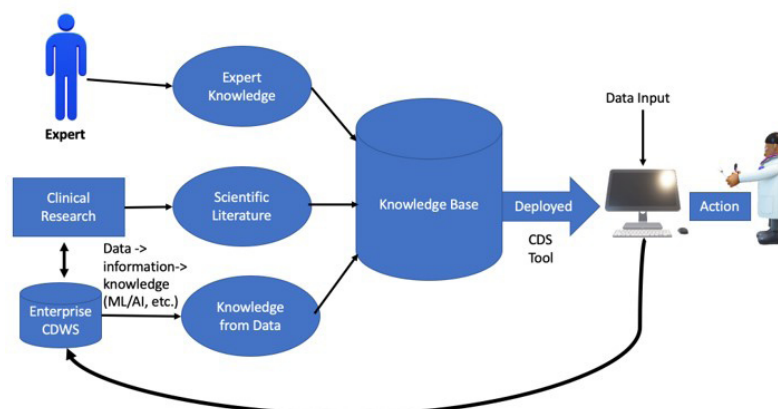 Expert
Knowledge
Expert
Data Input
Clinical
Research
Scientific
Literature
Knowledge Base
Deployed
CDS
Tool
Action
Data ->
information->
knowledge
(ML/AI, etc.)
Enterprise
CDWS
Knowledge
from Data